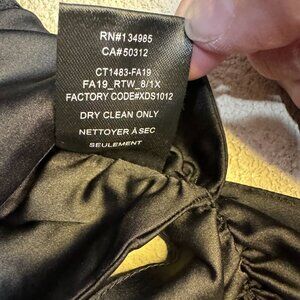 RN#134985
CA#50312
CT1483-FA19
FA19_RTW_8/1X
FACTORY CODE#XDS1012
DRY CLEAN ONLY
NETTOYER À SEC
SEULEMENT